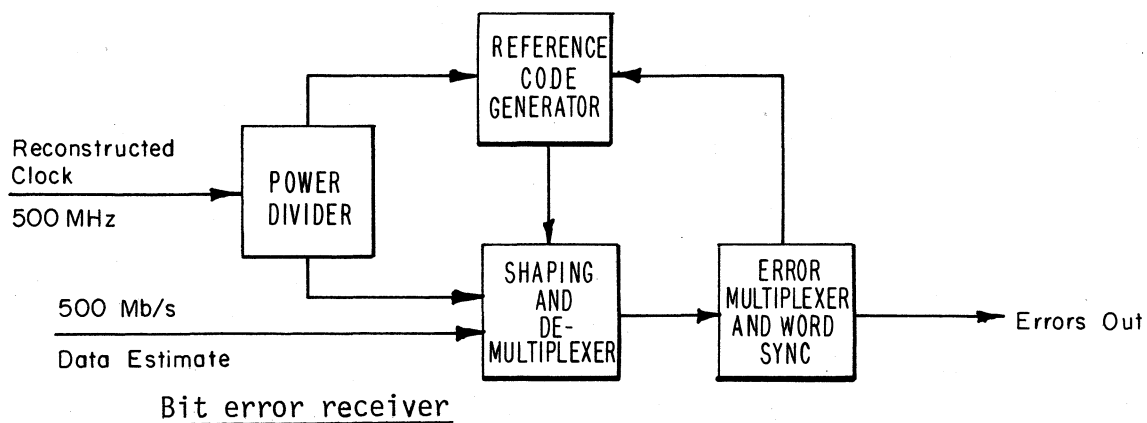 REFERENCE
CODE
GENERATOR
Reconstructed
Clock
500 MHz
POWER
DIVIDER
500 Mb/s
Data Estimate
SHAPING
AND
DE-
MULTIPLEXER
ERROR
MULTIPLEXER
AND WORD
SYNC
Errors Out
Bit error receiver